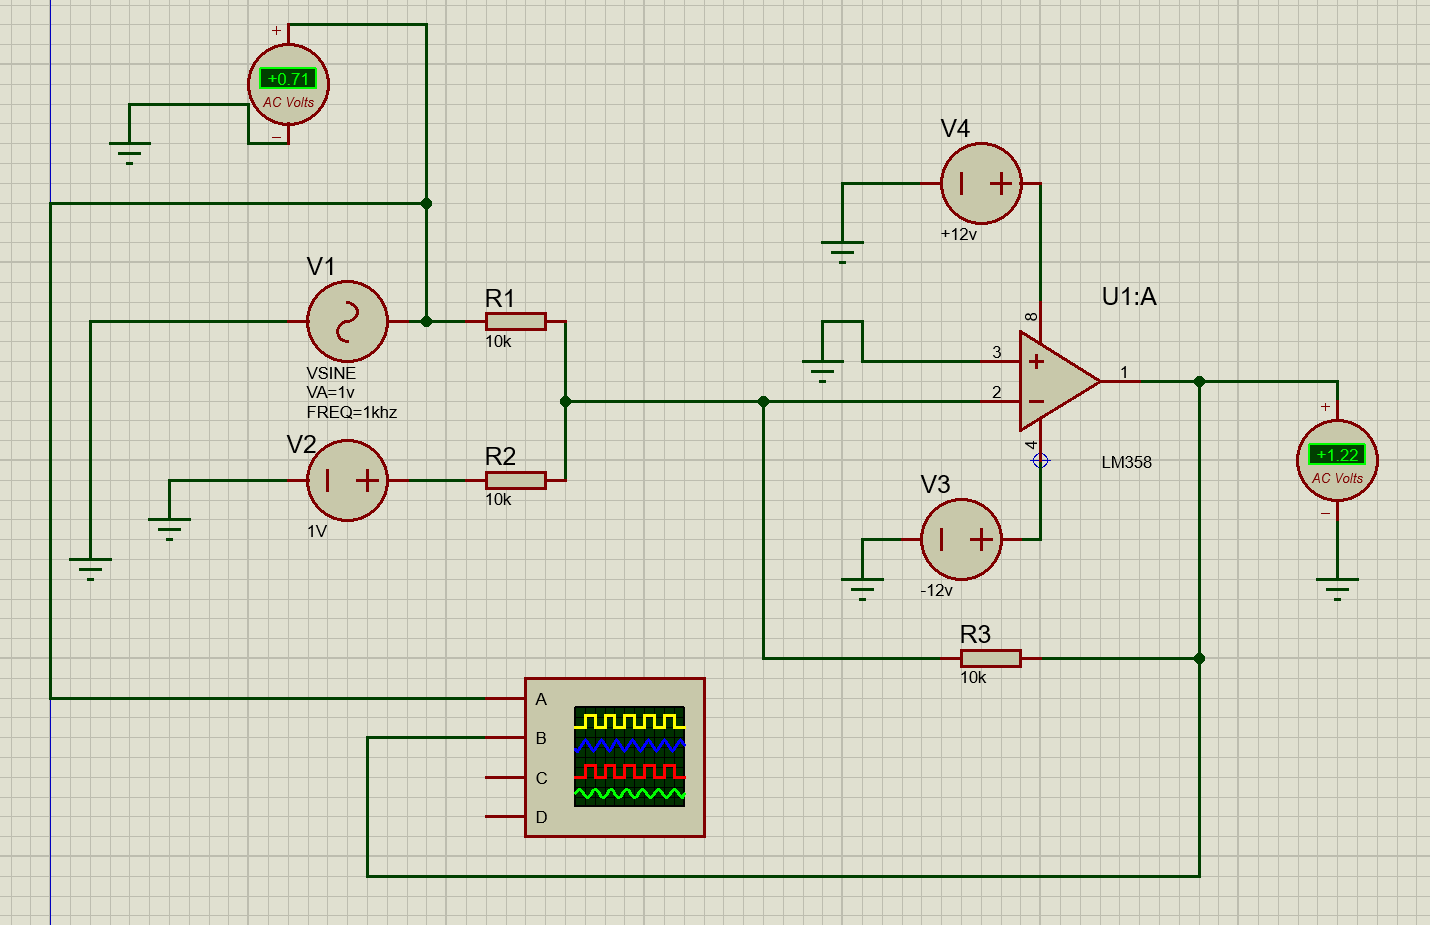 +
+0.71
AC Volts
−
V4
+12v
V1
VSINE
VA=1v
FREQ=1khz
R1
10k
U1:A
8
3
2
1
4
LM358
+
+1.22
AC Volts
−
V2
1V
R2
10k
V3
-12v
R3
10k
A
B
C
D